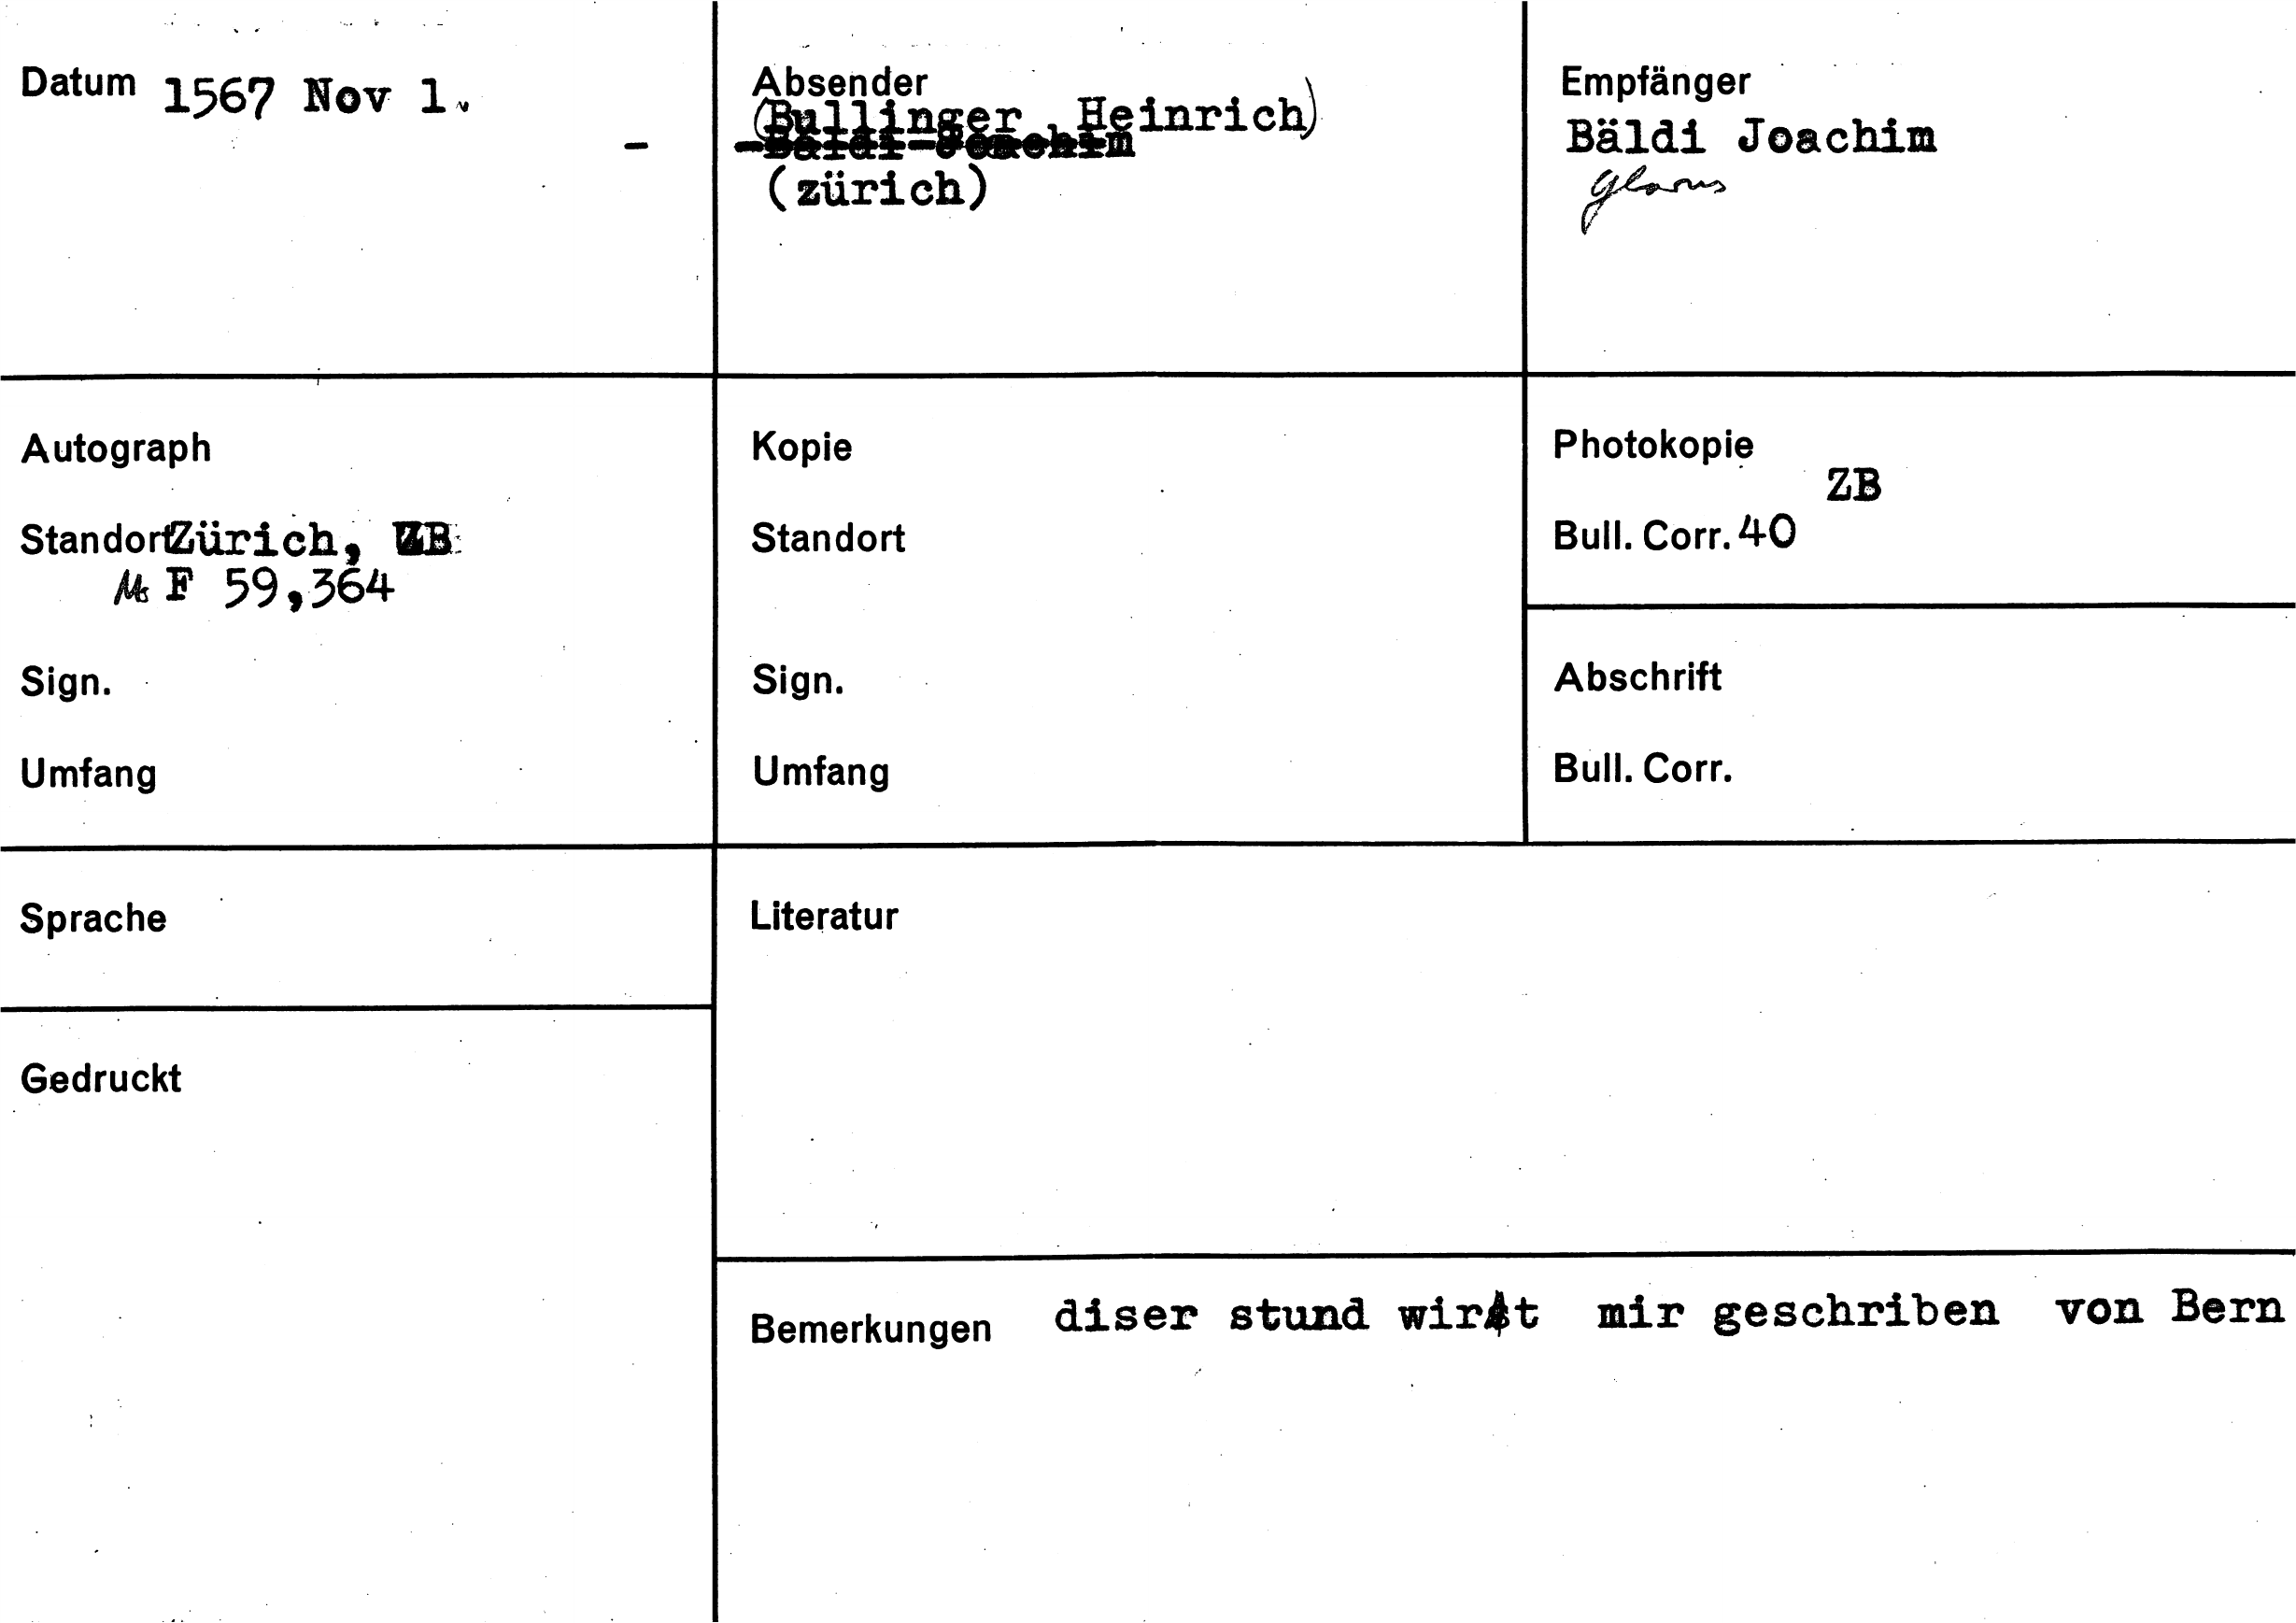 Datum 1567 Nov 1.
Absender
(Bullinger, Heinrich)
Bäldi Joachim
(zürich)
Empfänger
Bäldi Joachim
Glarus
Autograph
Standort Zürich, ZB
Ms F 59,364
Sign.
Umfang
Kopie
Standort
Sign.
Umfang
Photokopie
ZB
Bull. Corr. 40
Abschrift
Bull. Corr.
Sprache
Gedruckt
Literatur
Bemerkungen diser stund wirt mir geschriben von Bern